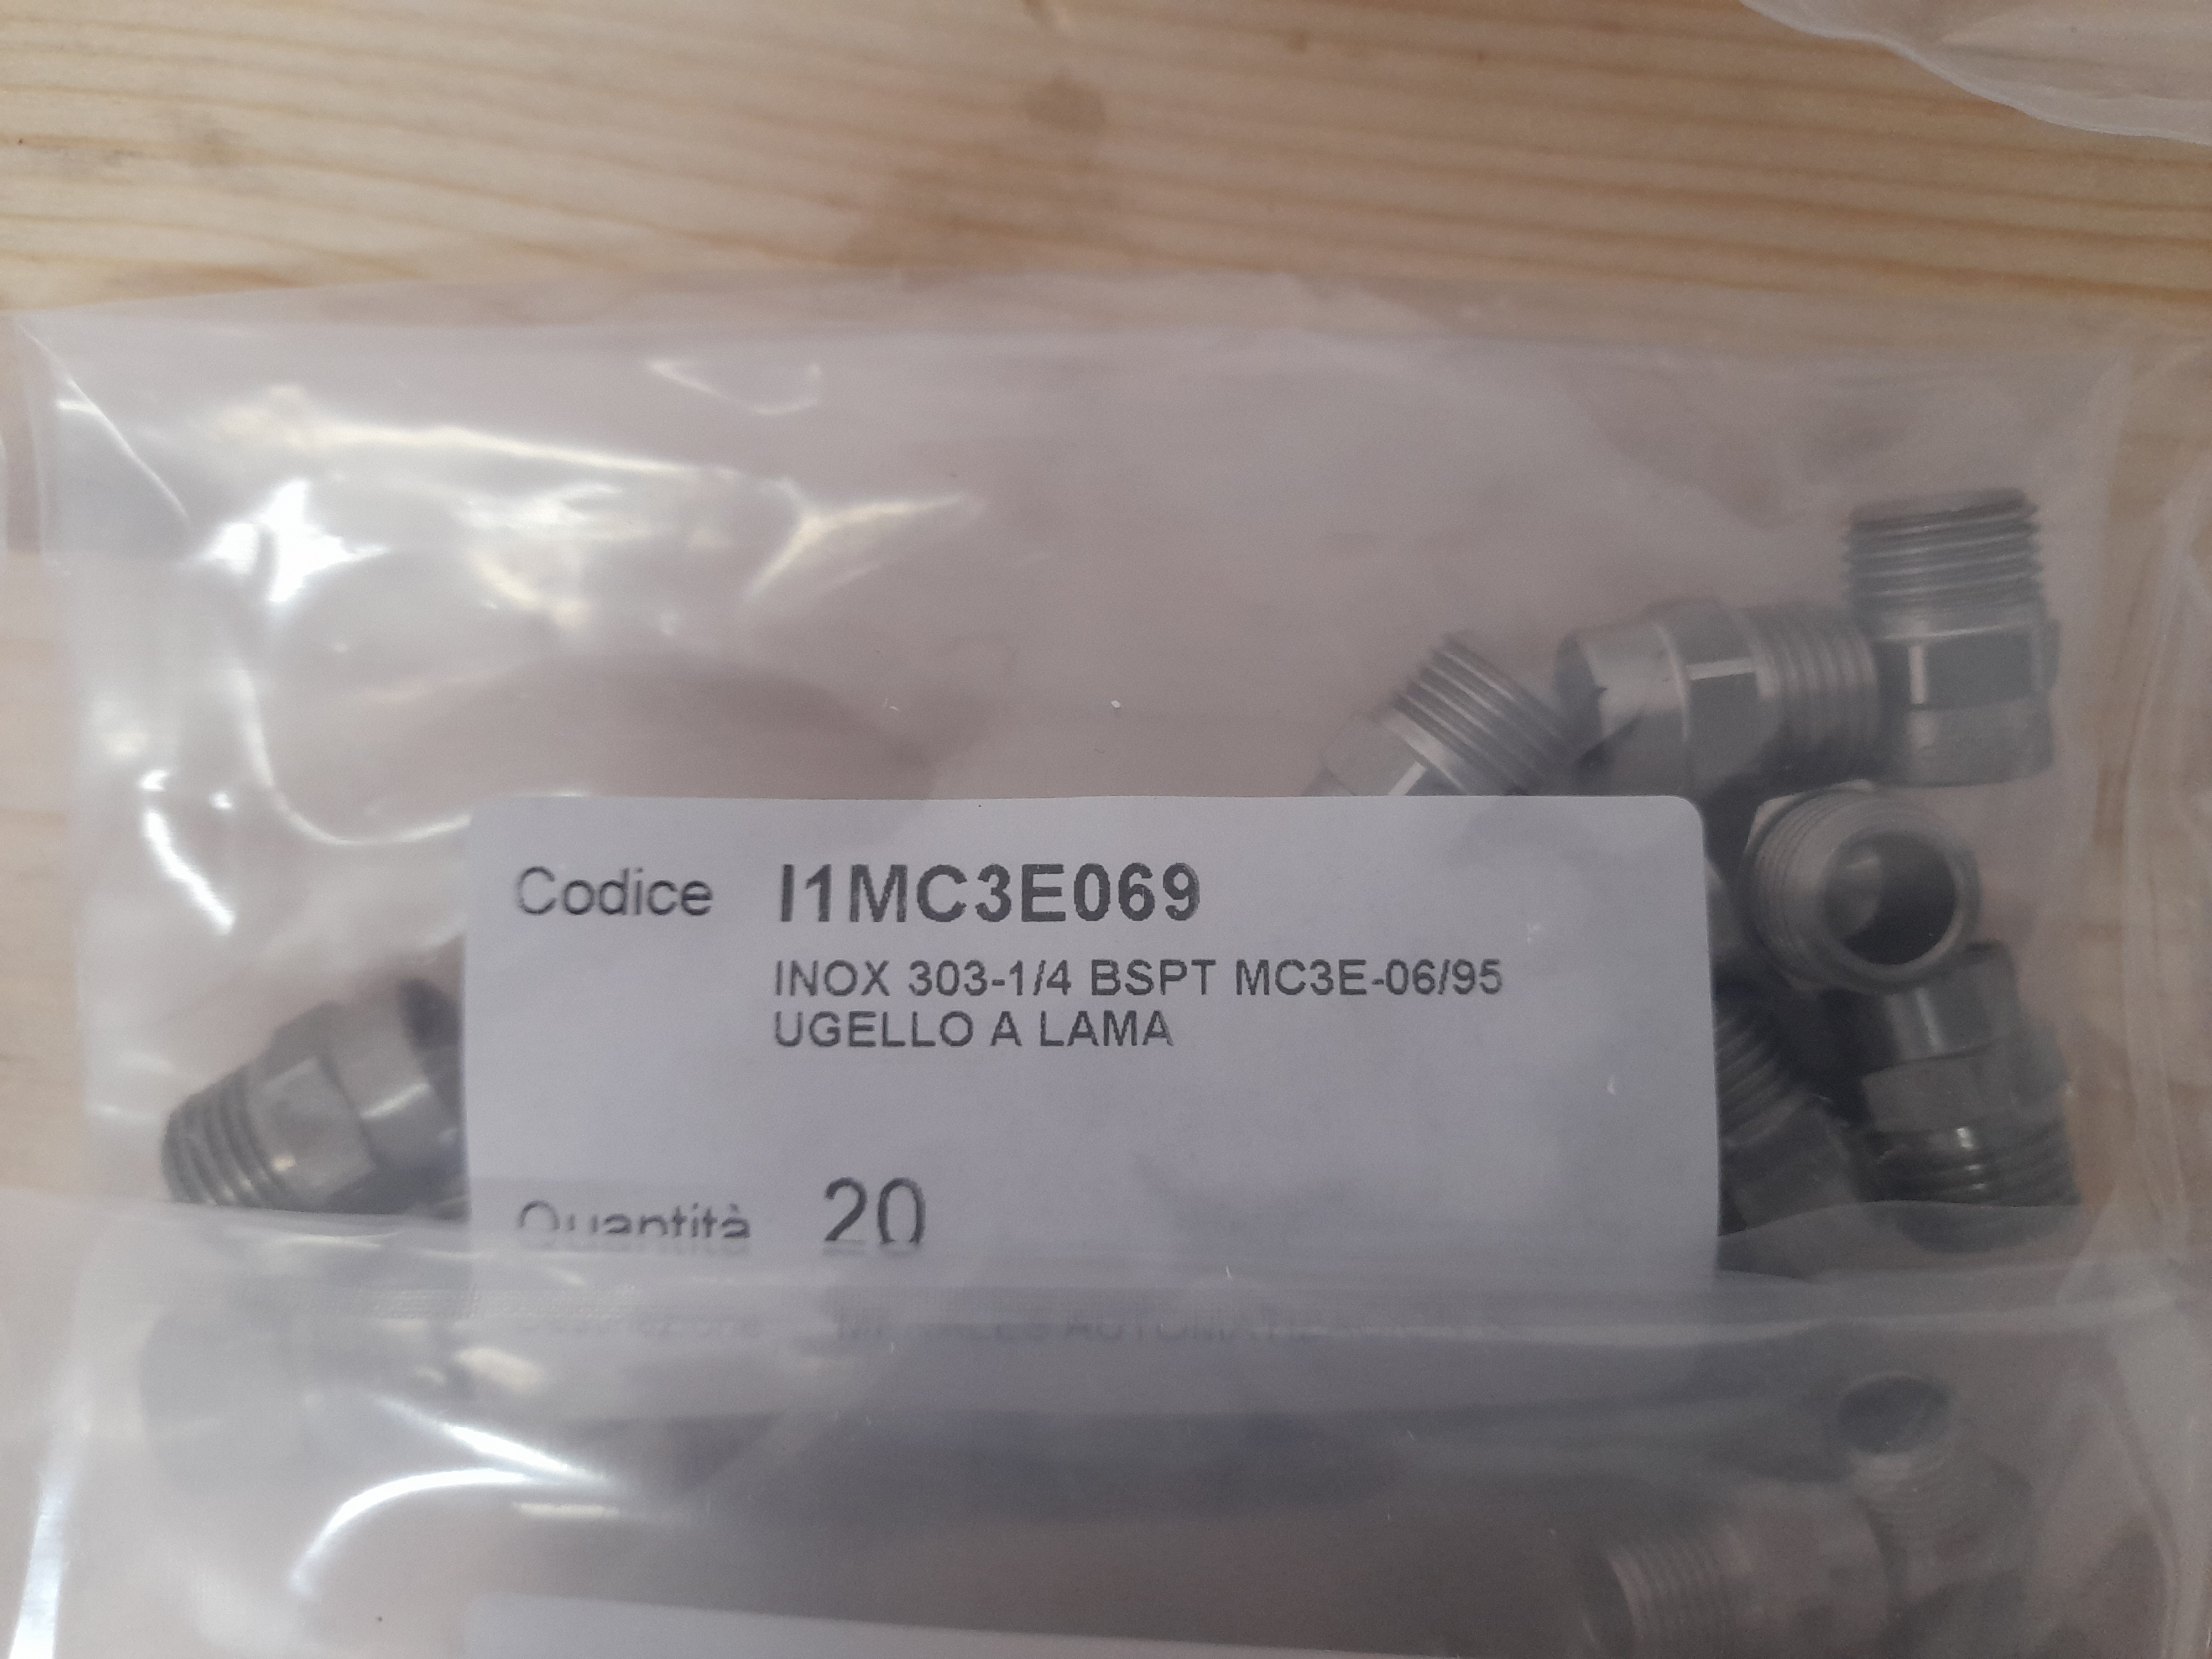 Codice I1MC3E069
INOX 303-1/4 BSPT MC3E-06/95
UGELLO A LAMA
Quantità 20